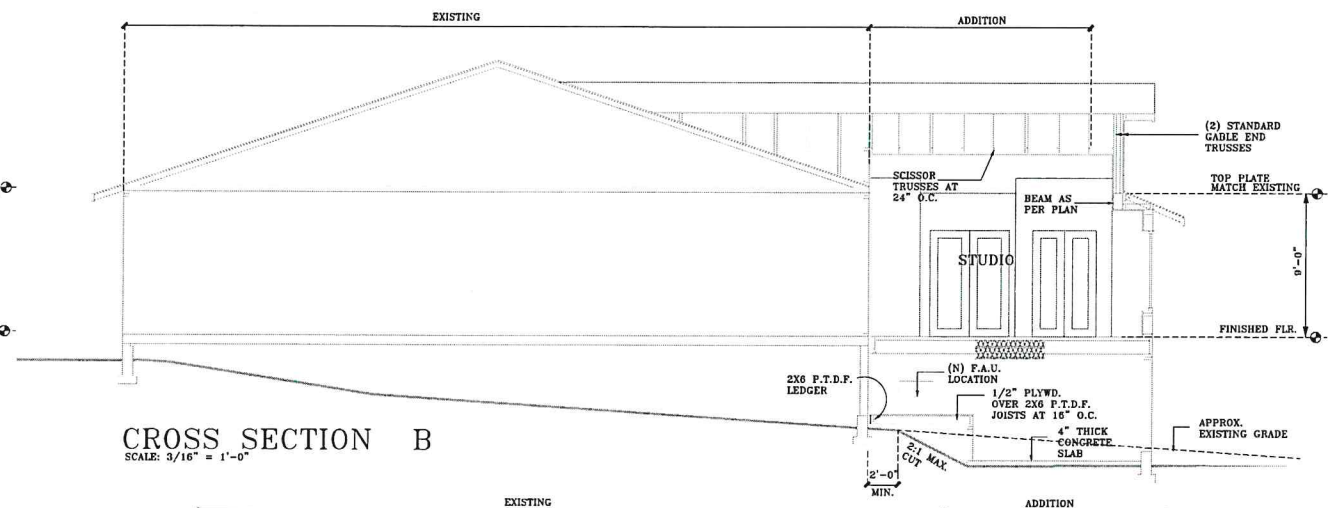 EXISTING
ADDITION
(2) STANDARD
GABLE END
TRUSSES
SCISSOR
TRUSSES AT
24" O.C.
TOP PLATE
MATCH EXISTING
BEAM AS
PER PLAN
STUDIO
9'-0"
FINISHED FLR.
2X6 P.T.D.F.
LEDGER
(N) F.A.U.
LOCATION
1/2" PLYWD.
OVER 2X6 P.T.D.F.
JOISTS AT 16" O.C.
4" THICK
CONCRETE
SLAB
APPROX.
EXISTING GRADE
2:1 MAX.
CUT
2'-0"
MIN.
CROSS SECTION B
SCALE: 3/16" = 1'-0"
EXISTING
ADDITION